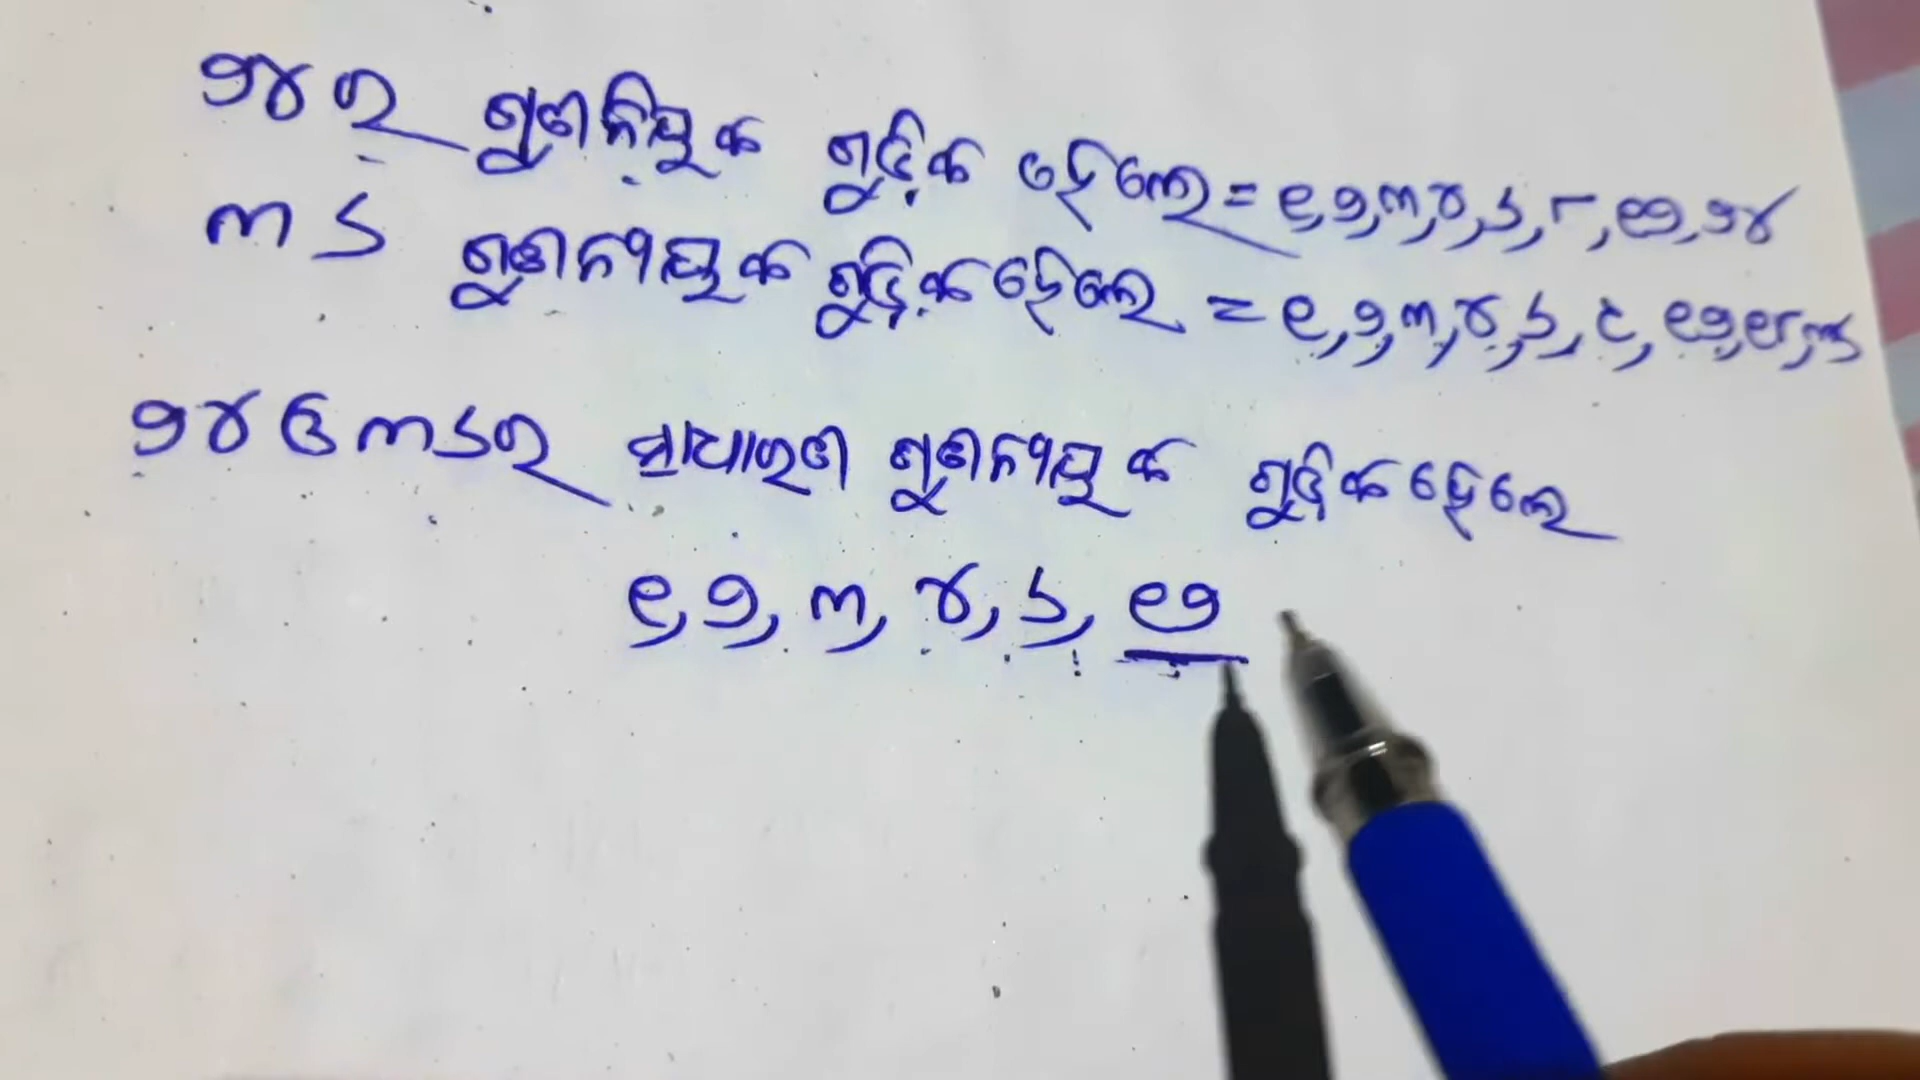 ୨୪ ର ଗୁଣନିୟକ ଗୁଡ଼ିକ ହେଲେ = ୧,୨,୩,୪,୬,୮,୧୨,୨୪
୩୬ ଗୁଣନୀୟକ ଗୁଡ଼ିକ ହେଲେ = ୧,୨,୩,୪,୬,୯,୧୨,୧୮,୩୬
୨୪ ଓ ୩୬ର ସାଧାରଣ ଗୁଣନୀୟକ ଗୁଡ଼ିକ ହେଲେ
୧,୨,୩,୪,୬,୧୨